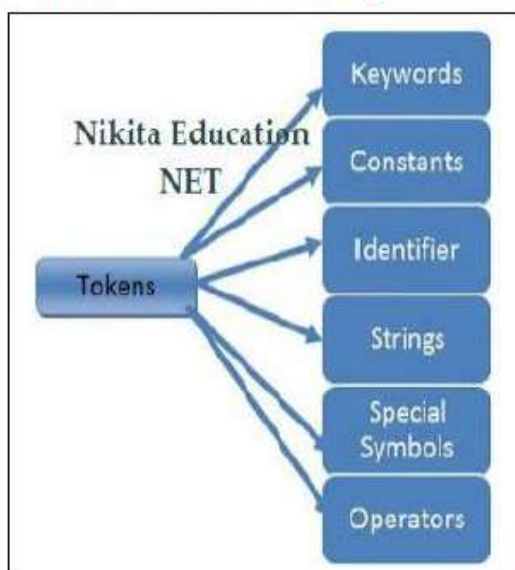 Keywords
Nikita Education
NET
Constants
Identifier
Tokens
Strings
Special
Symbols
Operators